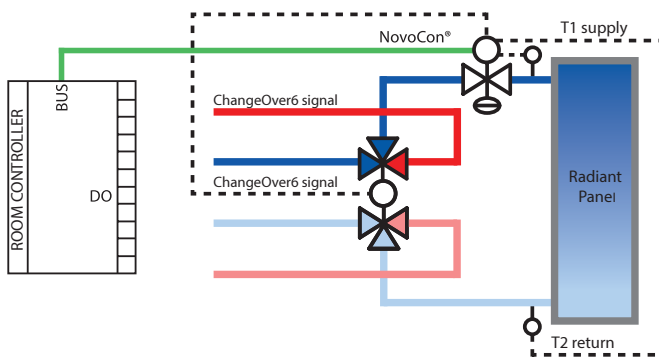 NovoCon®
T1 supply
ROOM CONTROLLER
BUS
DO
ChangeOver6 signal
ChangeOver6 signal
Radiant
Panel
T2 return